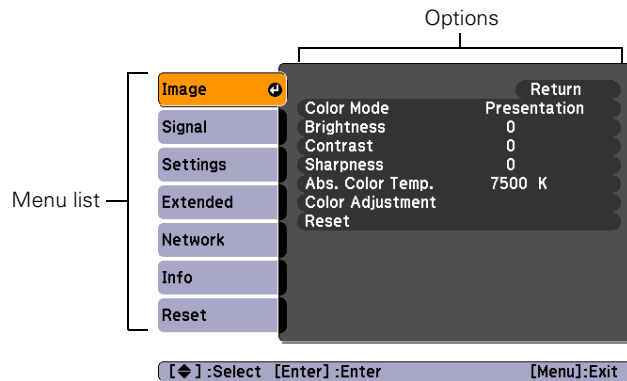 Options
Menu list
Image
Signal
Settings
Extended
Network
Info
Reset
Return
Color Mode Presentation
Brightness 0
Contrast 0
Sharpness 0
Abs. Color Temp. 7500 K
Color Adjustment
Reset
[◆] :Select [Enter] :Enter [Menu]:Exit